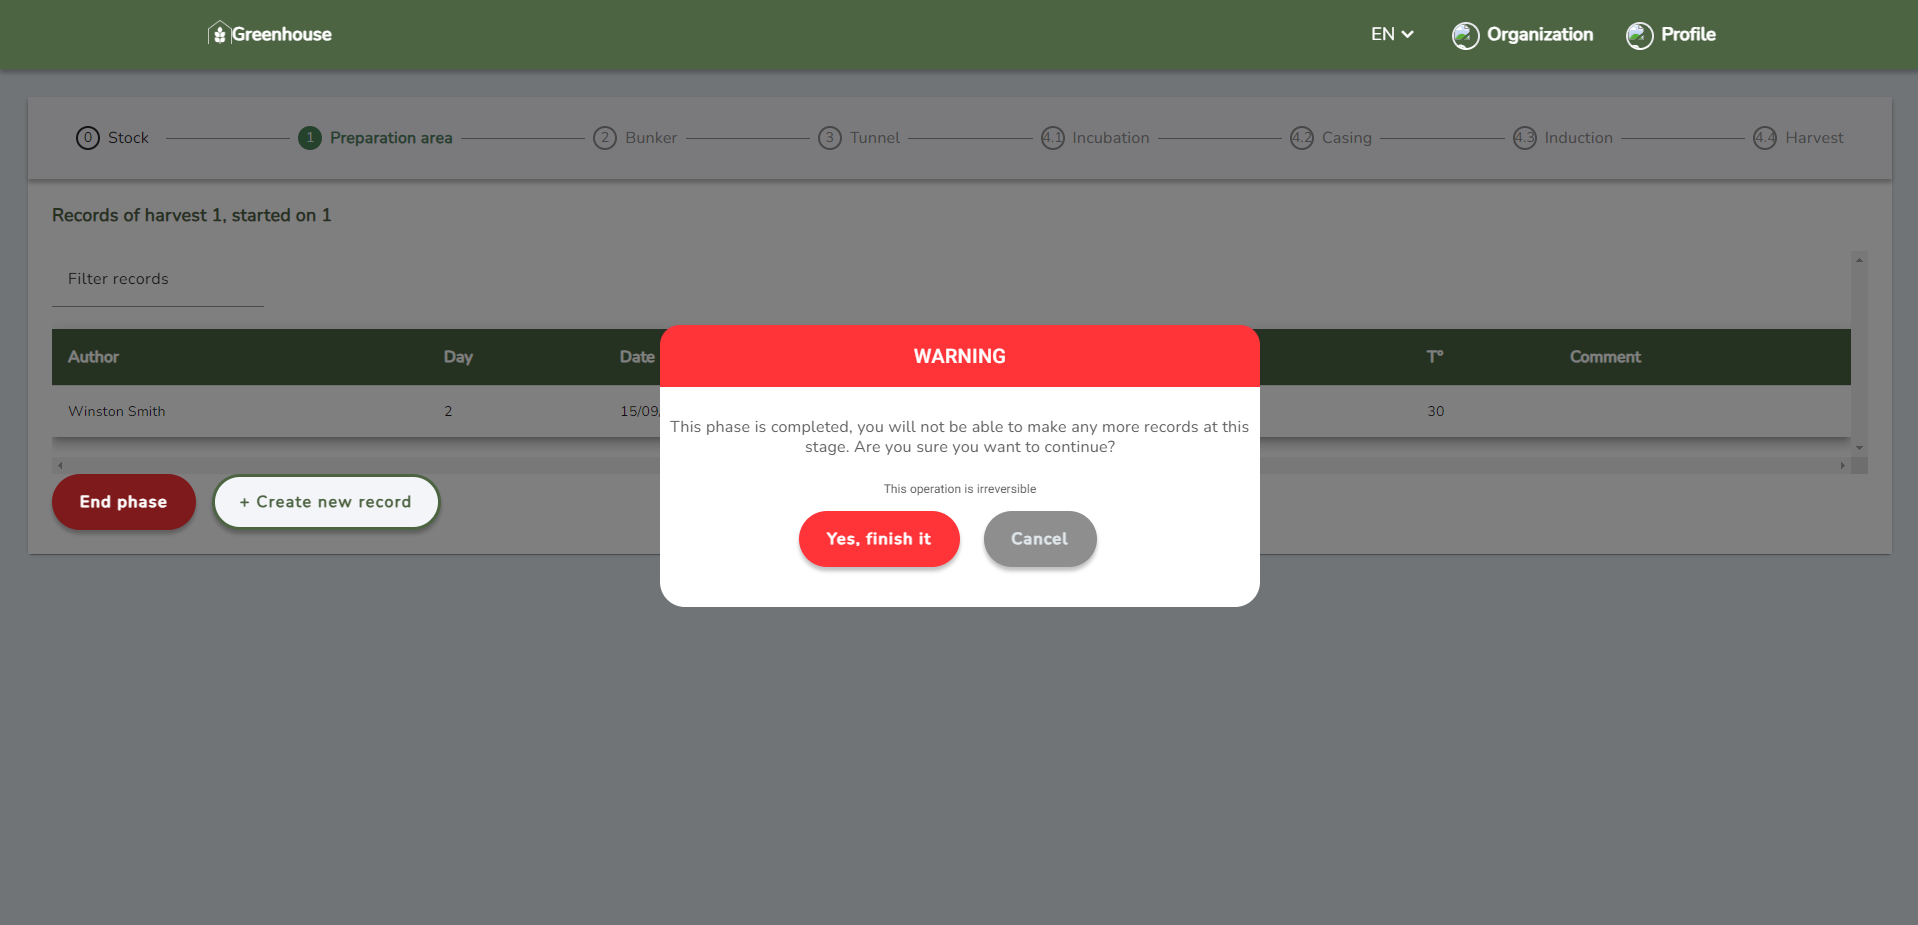 Greenhouse
EN
Organization
Profile
0 Stock
1 Preparation area
2 Bunker
3 Tunnel
4.1 Incubation
4.2 Casing
4.3 Induction
4.4 Harvest
Records of harvest 1, started on 1
Filter records
Author Day Date T° Comment
Winston Smith 2 15/09/ 30
WARNING
This phase is completed, you will not be able to make any more records at this
stage. Are you sure you want to continue?
This operation is irreversible
Yes, finish it
Cancel
End phase
+ Create new record